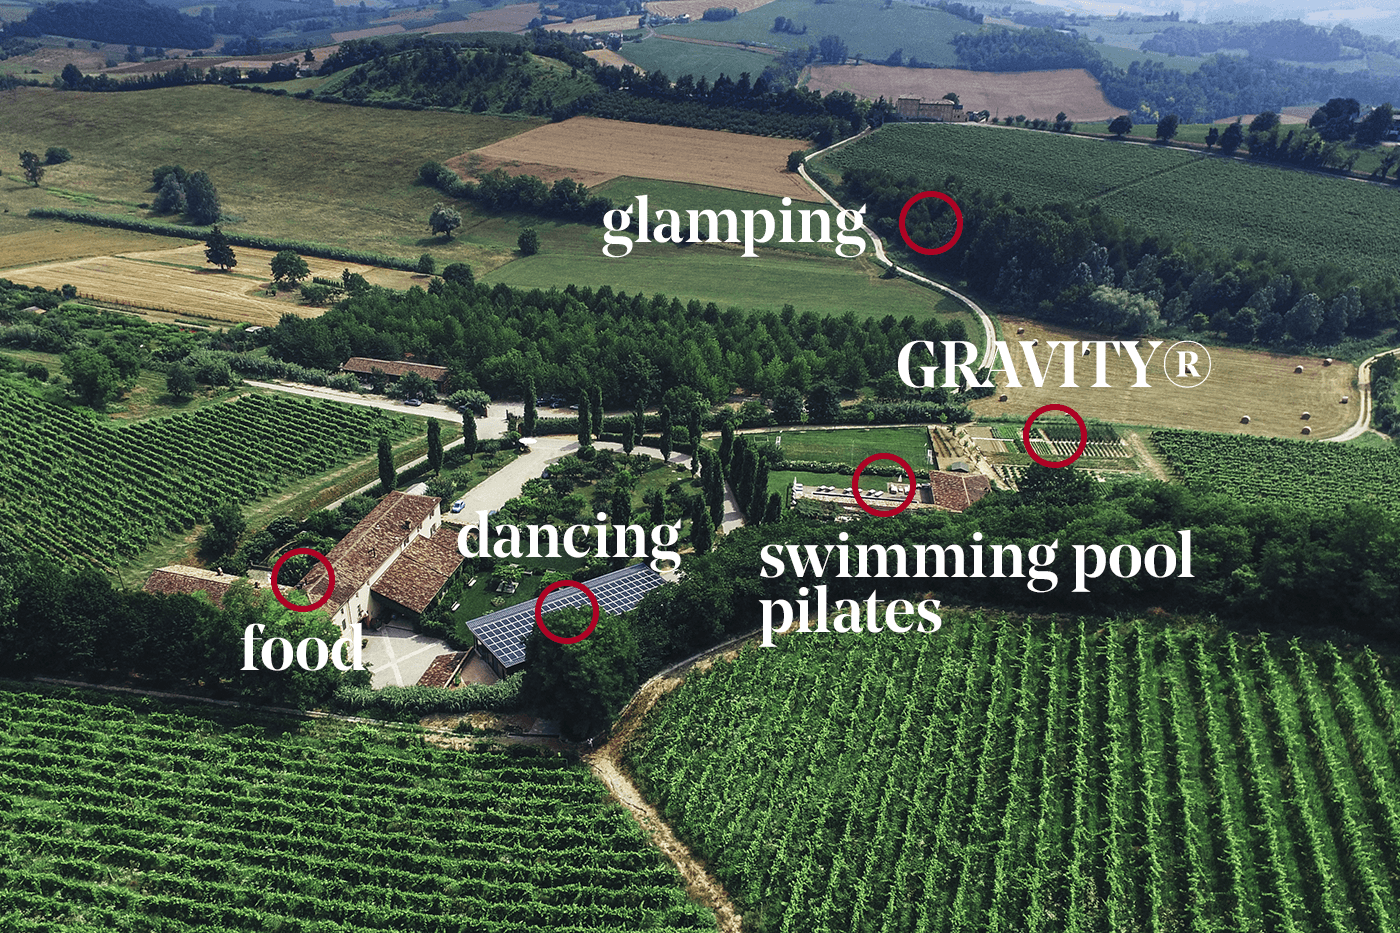 glamping
GRAVITY®
dancing
swimming pool
pilates
food